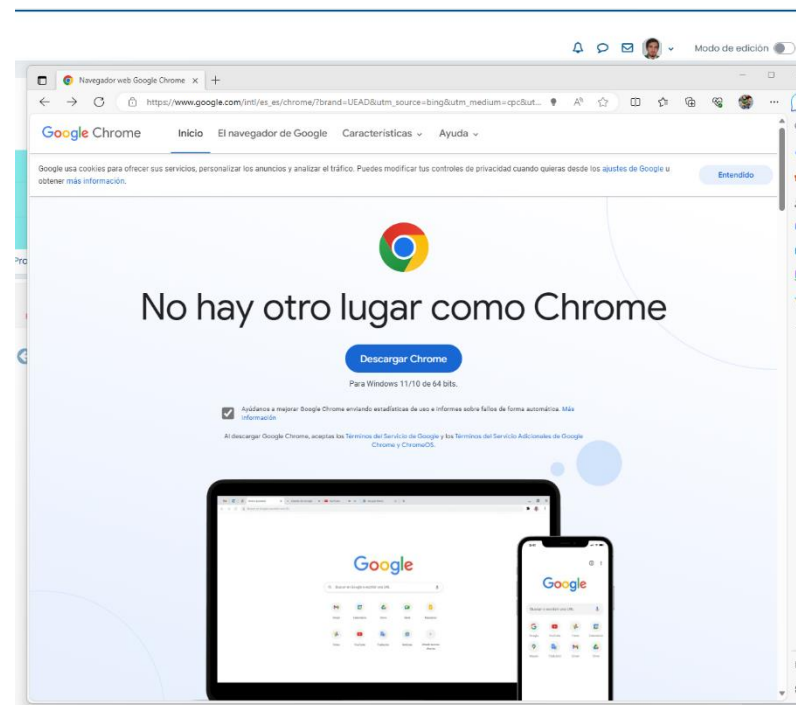 Modo de edición
Navegador web Google Chrome
https://www.google.com/intl/es_es/chrome/?brand=UEAD&utm_source=bing&utm_medium=cpc&ut...
Google Chrome Inicio El navegador de Google Características Ayuda
Google usa cookies para ofrecer sus servicios, personalizar los anuncios y analizar el tráfico. Puedes modificar tus controles de privacidad cuando quieras desde los ajustes de Google u
obtener más información.
Entendido
No hay otro lugar como Chrome
Descargar Chrome
Para Windows 11/10 de 64 bits.
Ayúdanos a mejorar Google Chrome enviando estadísticas de uso e informes sobre fallos de forma automática. Más
información
Al descargar Google Chrome, aceptas los Términos del Servicio de Google y los Términos del Servicio Adicionales de Google
Chrome y ChromeOS.
Google
Google